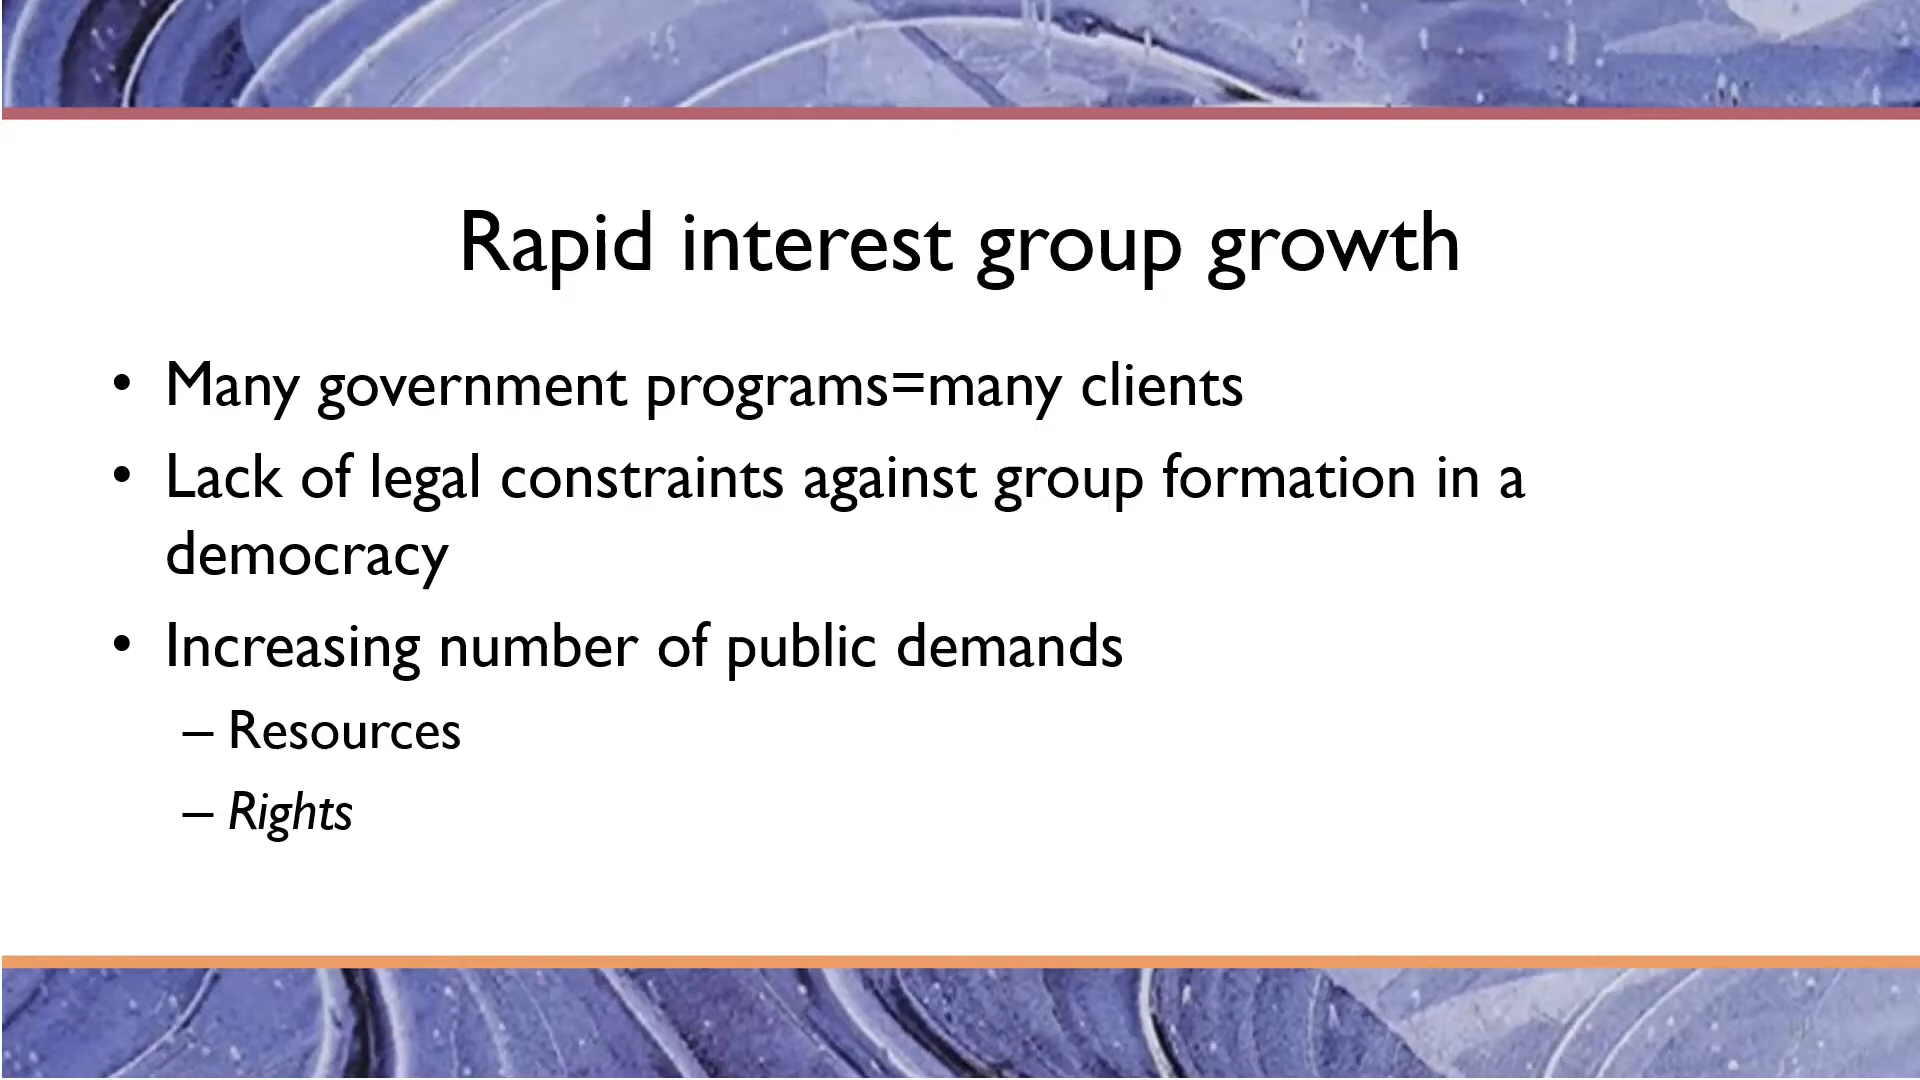 Rapid interest group growth
• Many government programs=many clients
• Lack of legal constraints against group formation in a
democracy
• Increasing number of public demands
– Resources
– Rights